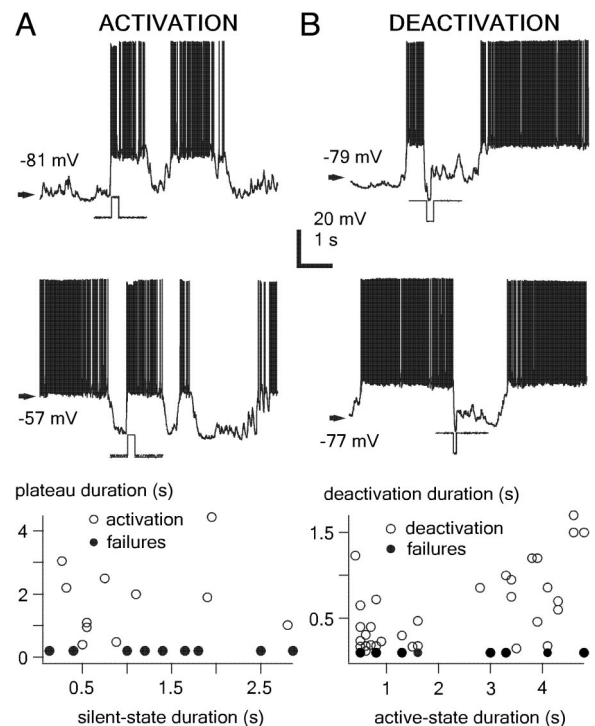 A ACTIVATION
B DEACTIVATION
-81 mV
-79 mV
20 mV
1 s
-57 mV
-77 mV
plateau duration (s)
activation
failures
4
2
0
0.5
1.5
2.5
silent-state duration (s)
deactivation duration (s)
deactivation
failures
1.5
0.5
1
2
3
4
active-state duration (s)